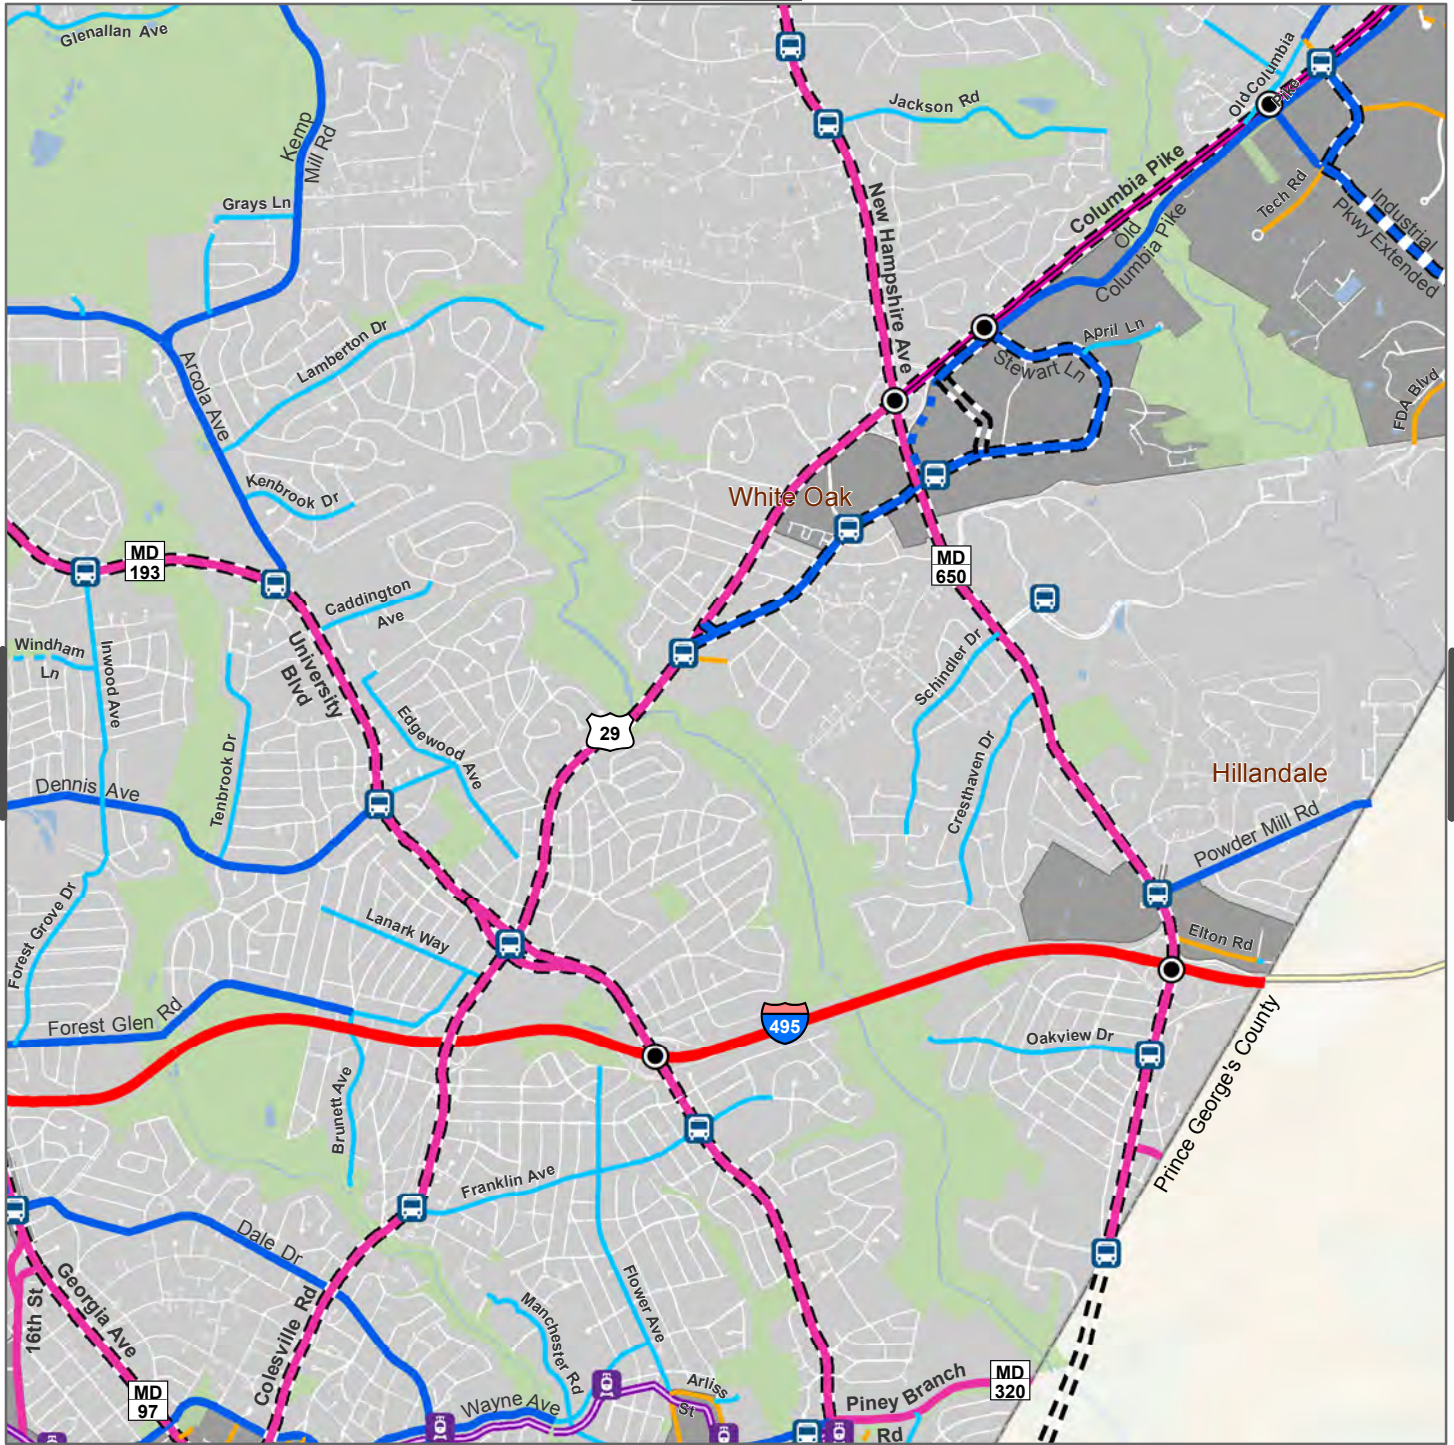 Glenallan Ave
Kemp
Mill Rd
Jackson Rd
Old Columbia
Pike
Grays Ln
Columbia Pike
Tech Rd
Industrial
Pkwy Extended
New Hampshire Ave
Old
Columbia Pike
Lamberton Dr
April Ln
Stewart Ln
Arcola Ave
FDA Blvd
Kenbrook Dr
White Oak
MD
193
MD
650
Caddington
Ave
Windham
Ln
Inwood Ave
University
Blvd
Schindler Dr
Edgewood Ave
29
Tenbrook Dr
Cresthaven Dr
Hillandale
Dennis Ave
Powder Mill Rd
Forest Grove Dr
Lanark Way
Elton Rd
Forest Glen Rd
495
Oakview Dr
Prince George's County
Brunett Ave
Franklin Ave
Dale Dr
Georgia Ave
16th St
Colesville Rd
Manchester Rd
Flower Ave
MD
97
Wayne Ave
Arliss
St
Piney Branch
Rd
MD
320